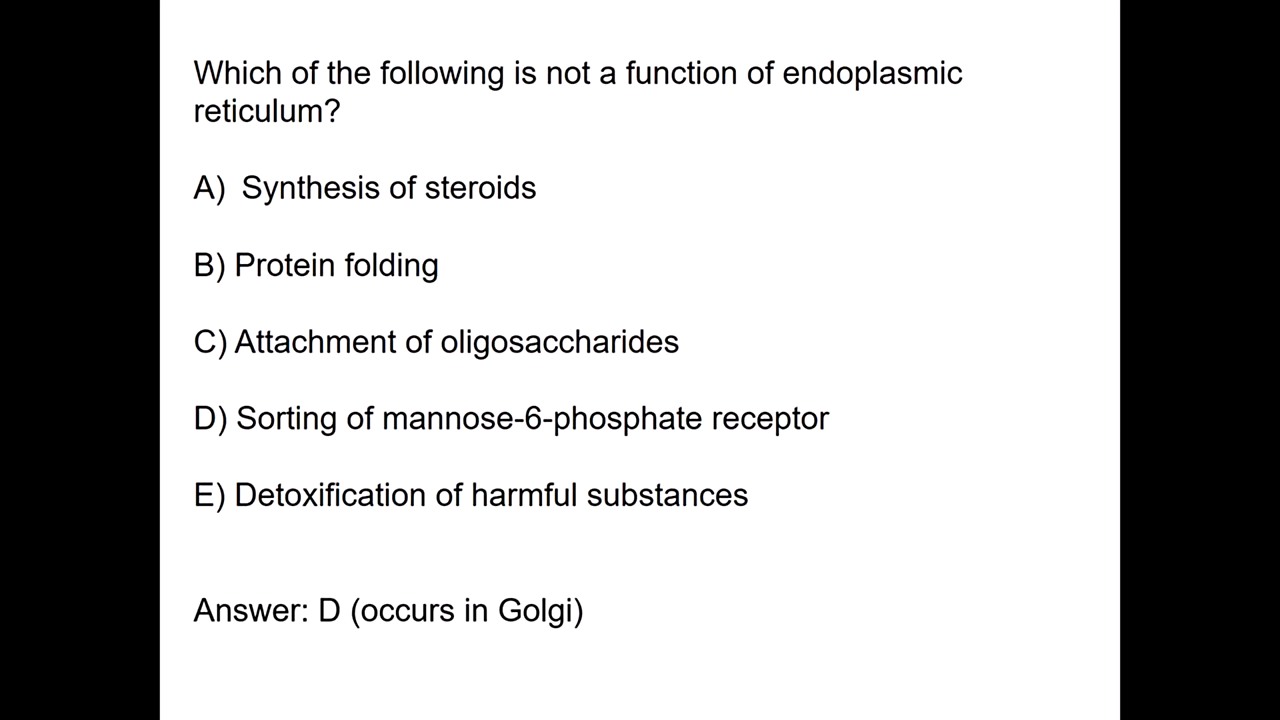 Which of the following is not a function of endoplasmic
reticulum?
A)  Synthesis of steroids
B) Protein folding
C) Attachment of oligosaccharides
D) Sorting of mannose-6-phosphate receptor
E) Detoxification of harmful substances
Answer: D (occurs in Golgi)